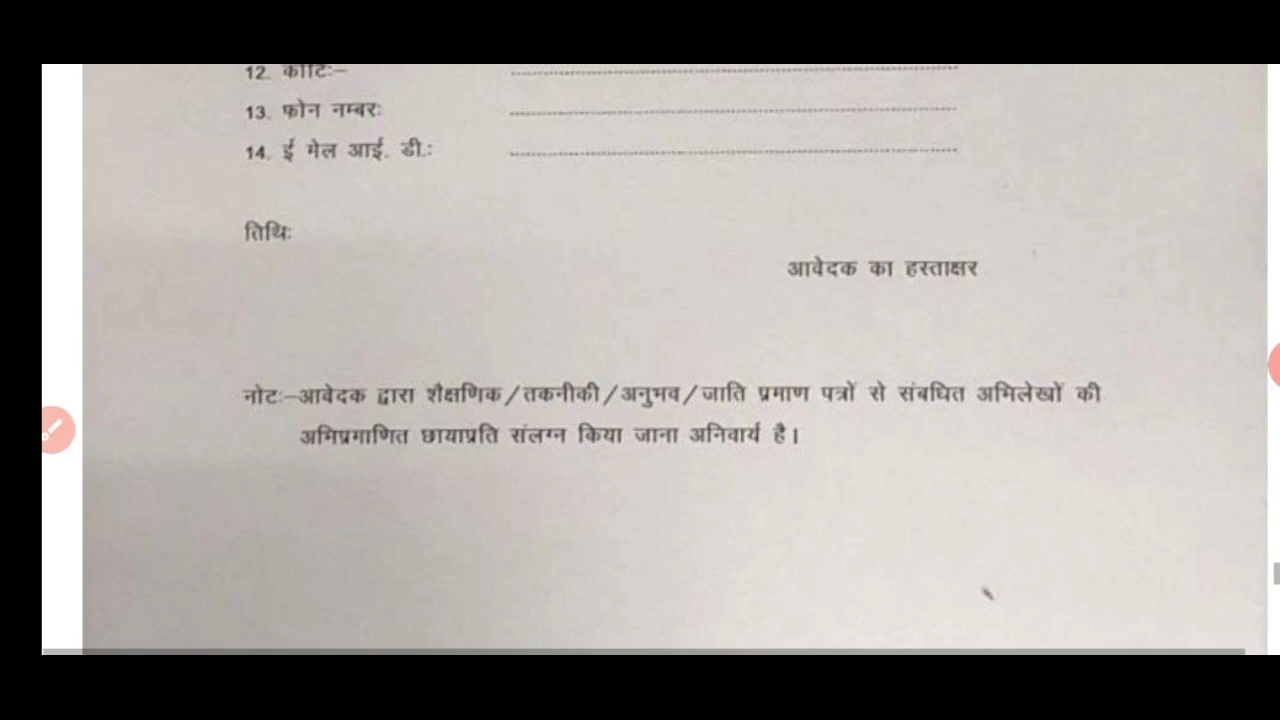 12. कोटिः–
13. फोन नम्बरः
14. ई मेल आई. डी.:
तिथिः
आवेदक का हस्ताक्षर
नोटः–आवेदक द्वारा शैक्षणिक/तकनीकी/अनुभव/जाति प्रमाण पत्रों से संबधित अभिलेखों की
अभिप्रमाणित छायाप्रति संलग्न किया जाना अनिवार्य है।